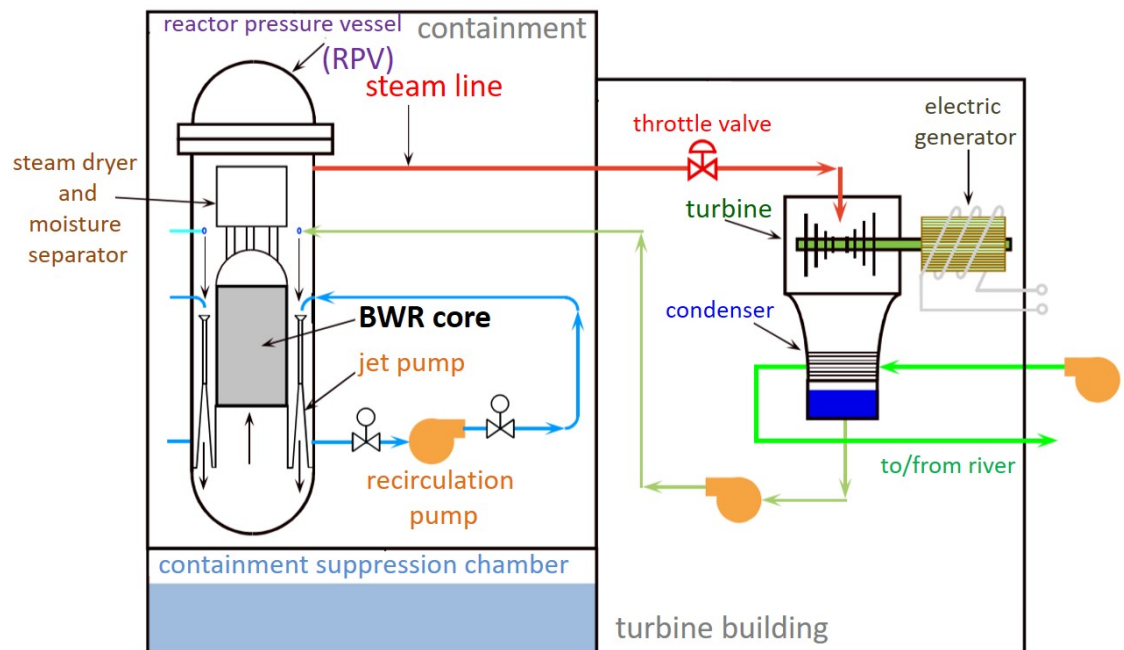 reactor pressure vessel
(RPV)
containment
steam line
throttle valve
electric
generator
steam dryer
and
moisture
separator
turbine
condenser
BWR core
jet pump
recirculation
pump
to/from river
containment suppression chamber
turbine building